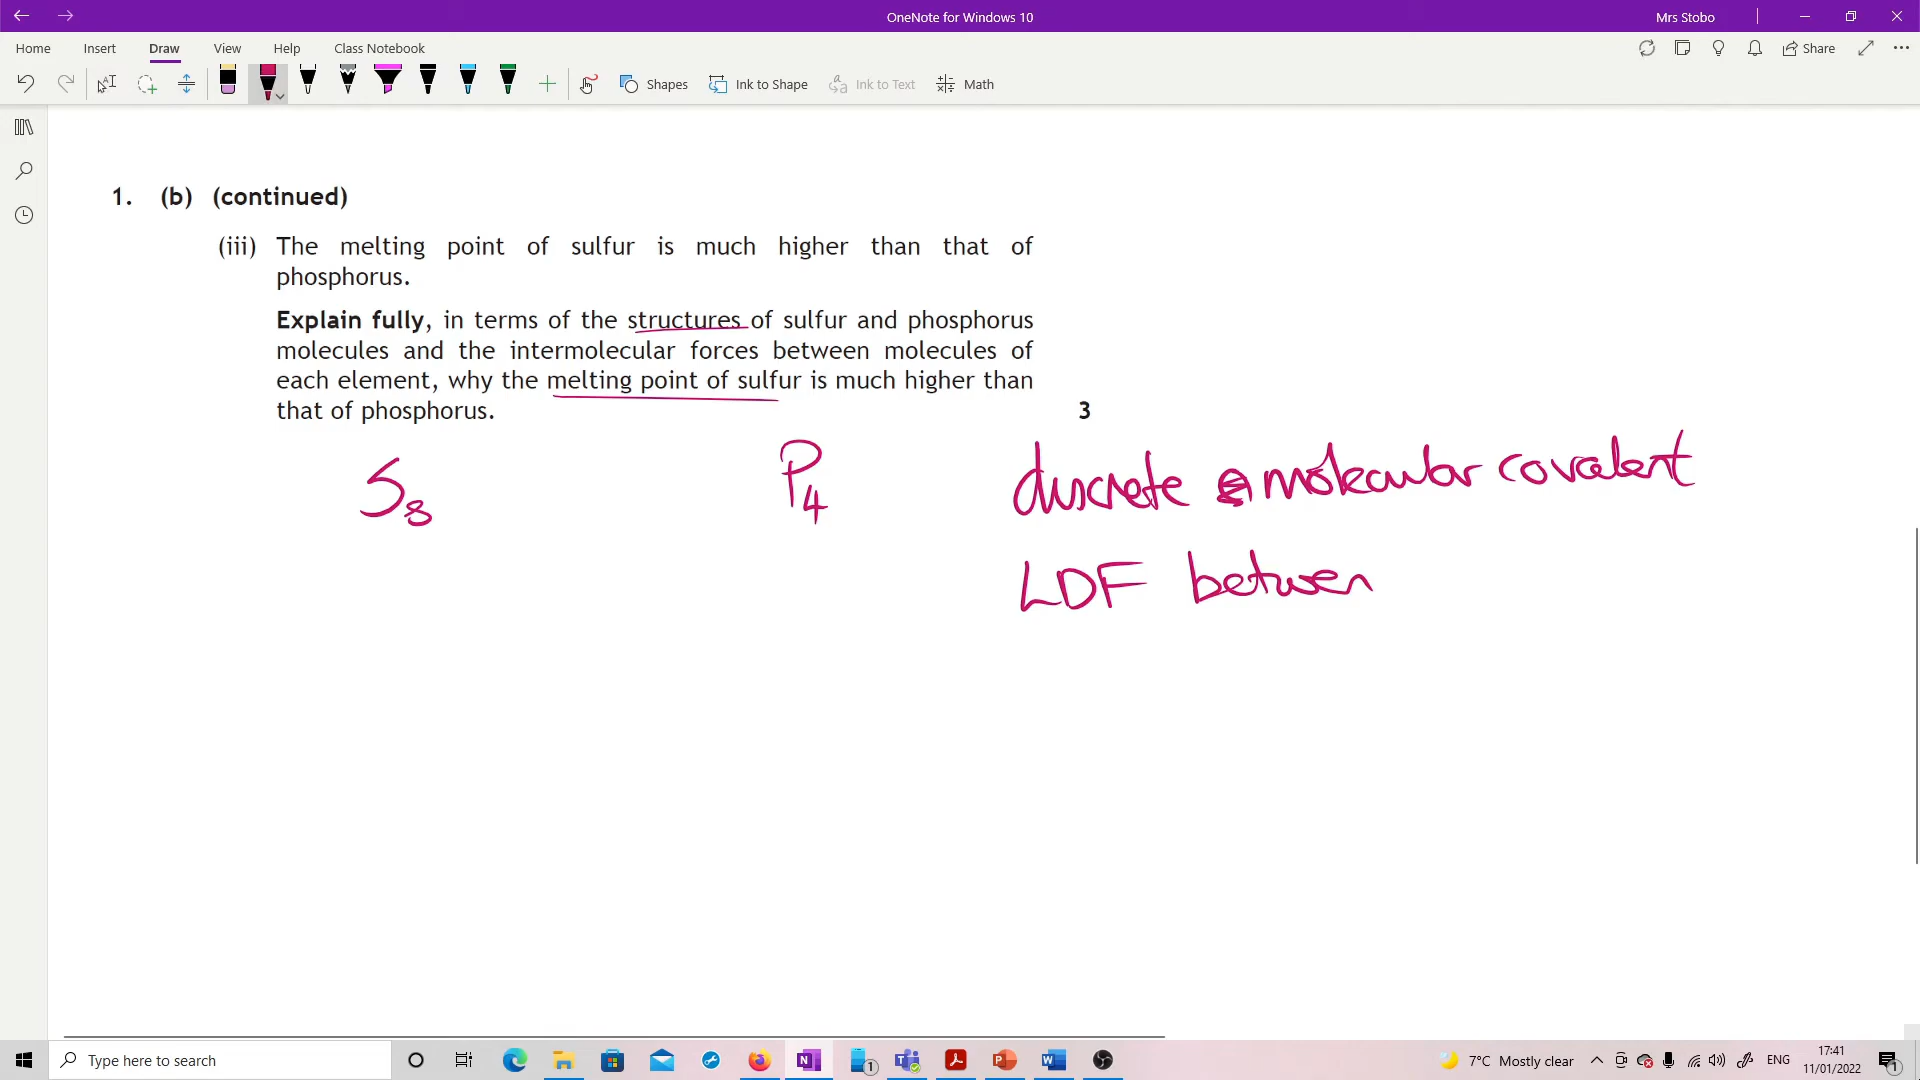 OneNote for Windows 10
Mrs Stobo
Home Insert Draw View Help Class Notebook
Share
Shapes Ink to Shape Ink to Text Math
1. (b) (continued)
(iii) The melting point of sulfur is much higher than that of
phosphorus.
Explain fully, in terms of the structures of sulfur and phosphorus
molecules and the intermolecular forces between molecules of
each element, why the melting point of sulfur is much higher than
that of phosphorus. 3
S8 P4 discrete molecular covalent
LDF between
Type here to search
7°C Mostly clear
ENG
17:41
11/01/2022